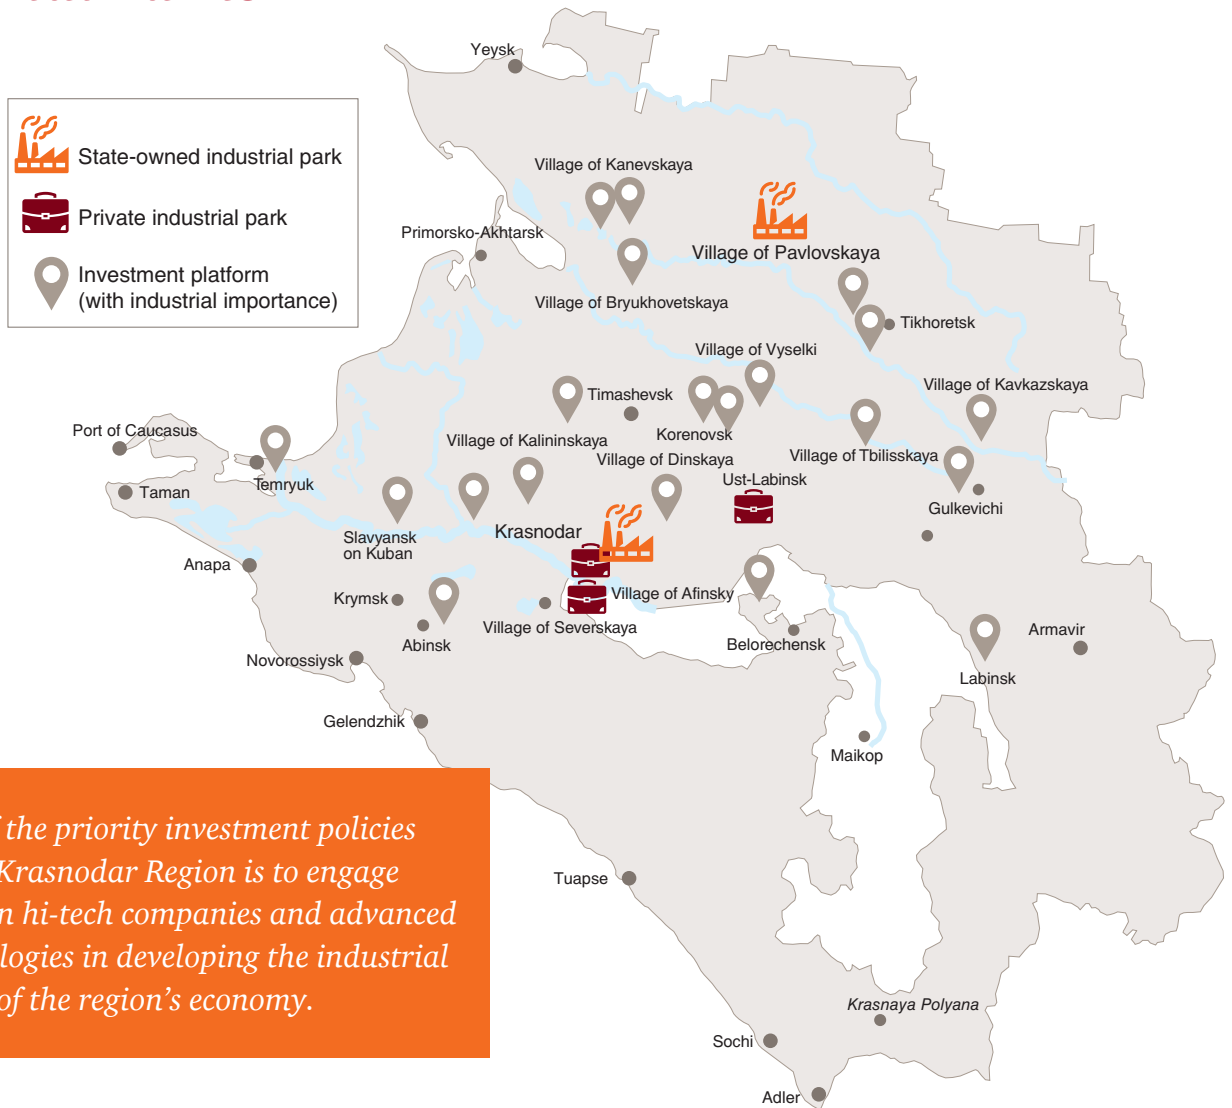 Yeysk
State-owned industrial park
Private industrial park
Investment platform
(with industrial importance)
Village of Kanevskaya
Primorsko-Akhtarsk
Village of Pavlovskaya
Village of Bryukhovetskaya
Tikhoretsk
Village of Vyselki
Village of Kavkazskaya
Timashevsk
Port of Caucasus
Village of Kalininskaya
Korenovsk
Village of Dinskaya
Village of Tbilisskaya
Temryuk
Taman
Ust-Labinsk
Gulkevichi
Slavyansk
on Kuban
Krasnodar
Anapa
Krymsk
Village of Afinsky
Abinsk
Village of Severskaya
Belorechensk
Armavir
Novorossiysk
Labinsk
Gelendzhik
Maikop
the priority investment policies
Krasnodar Region is to engage
n hi-tech companies and advanced
logies in developing the industrial
of the region's economy.
Tuapse
Krasnaya Polyana
Sochi
Adler